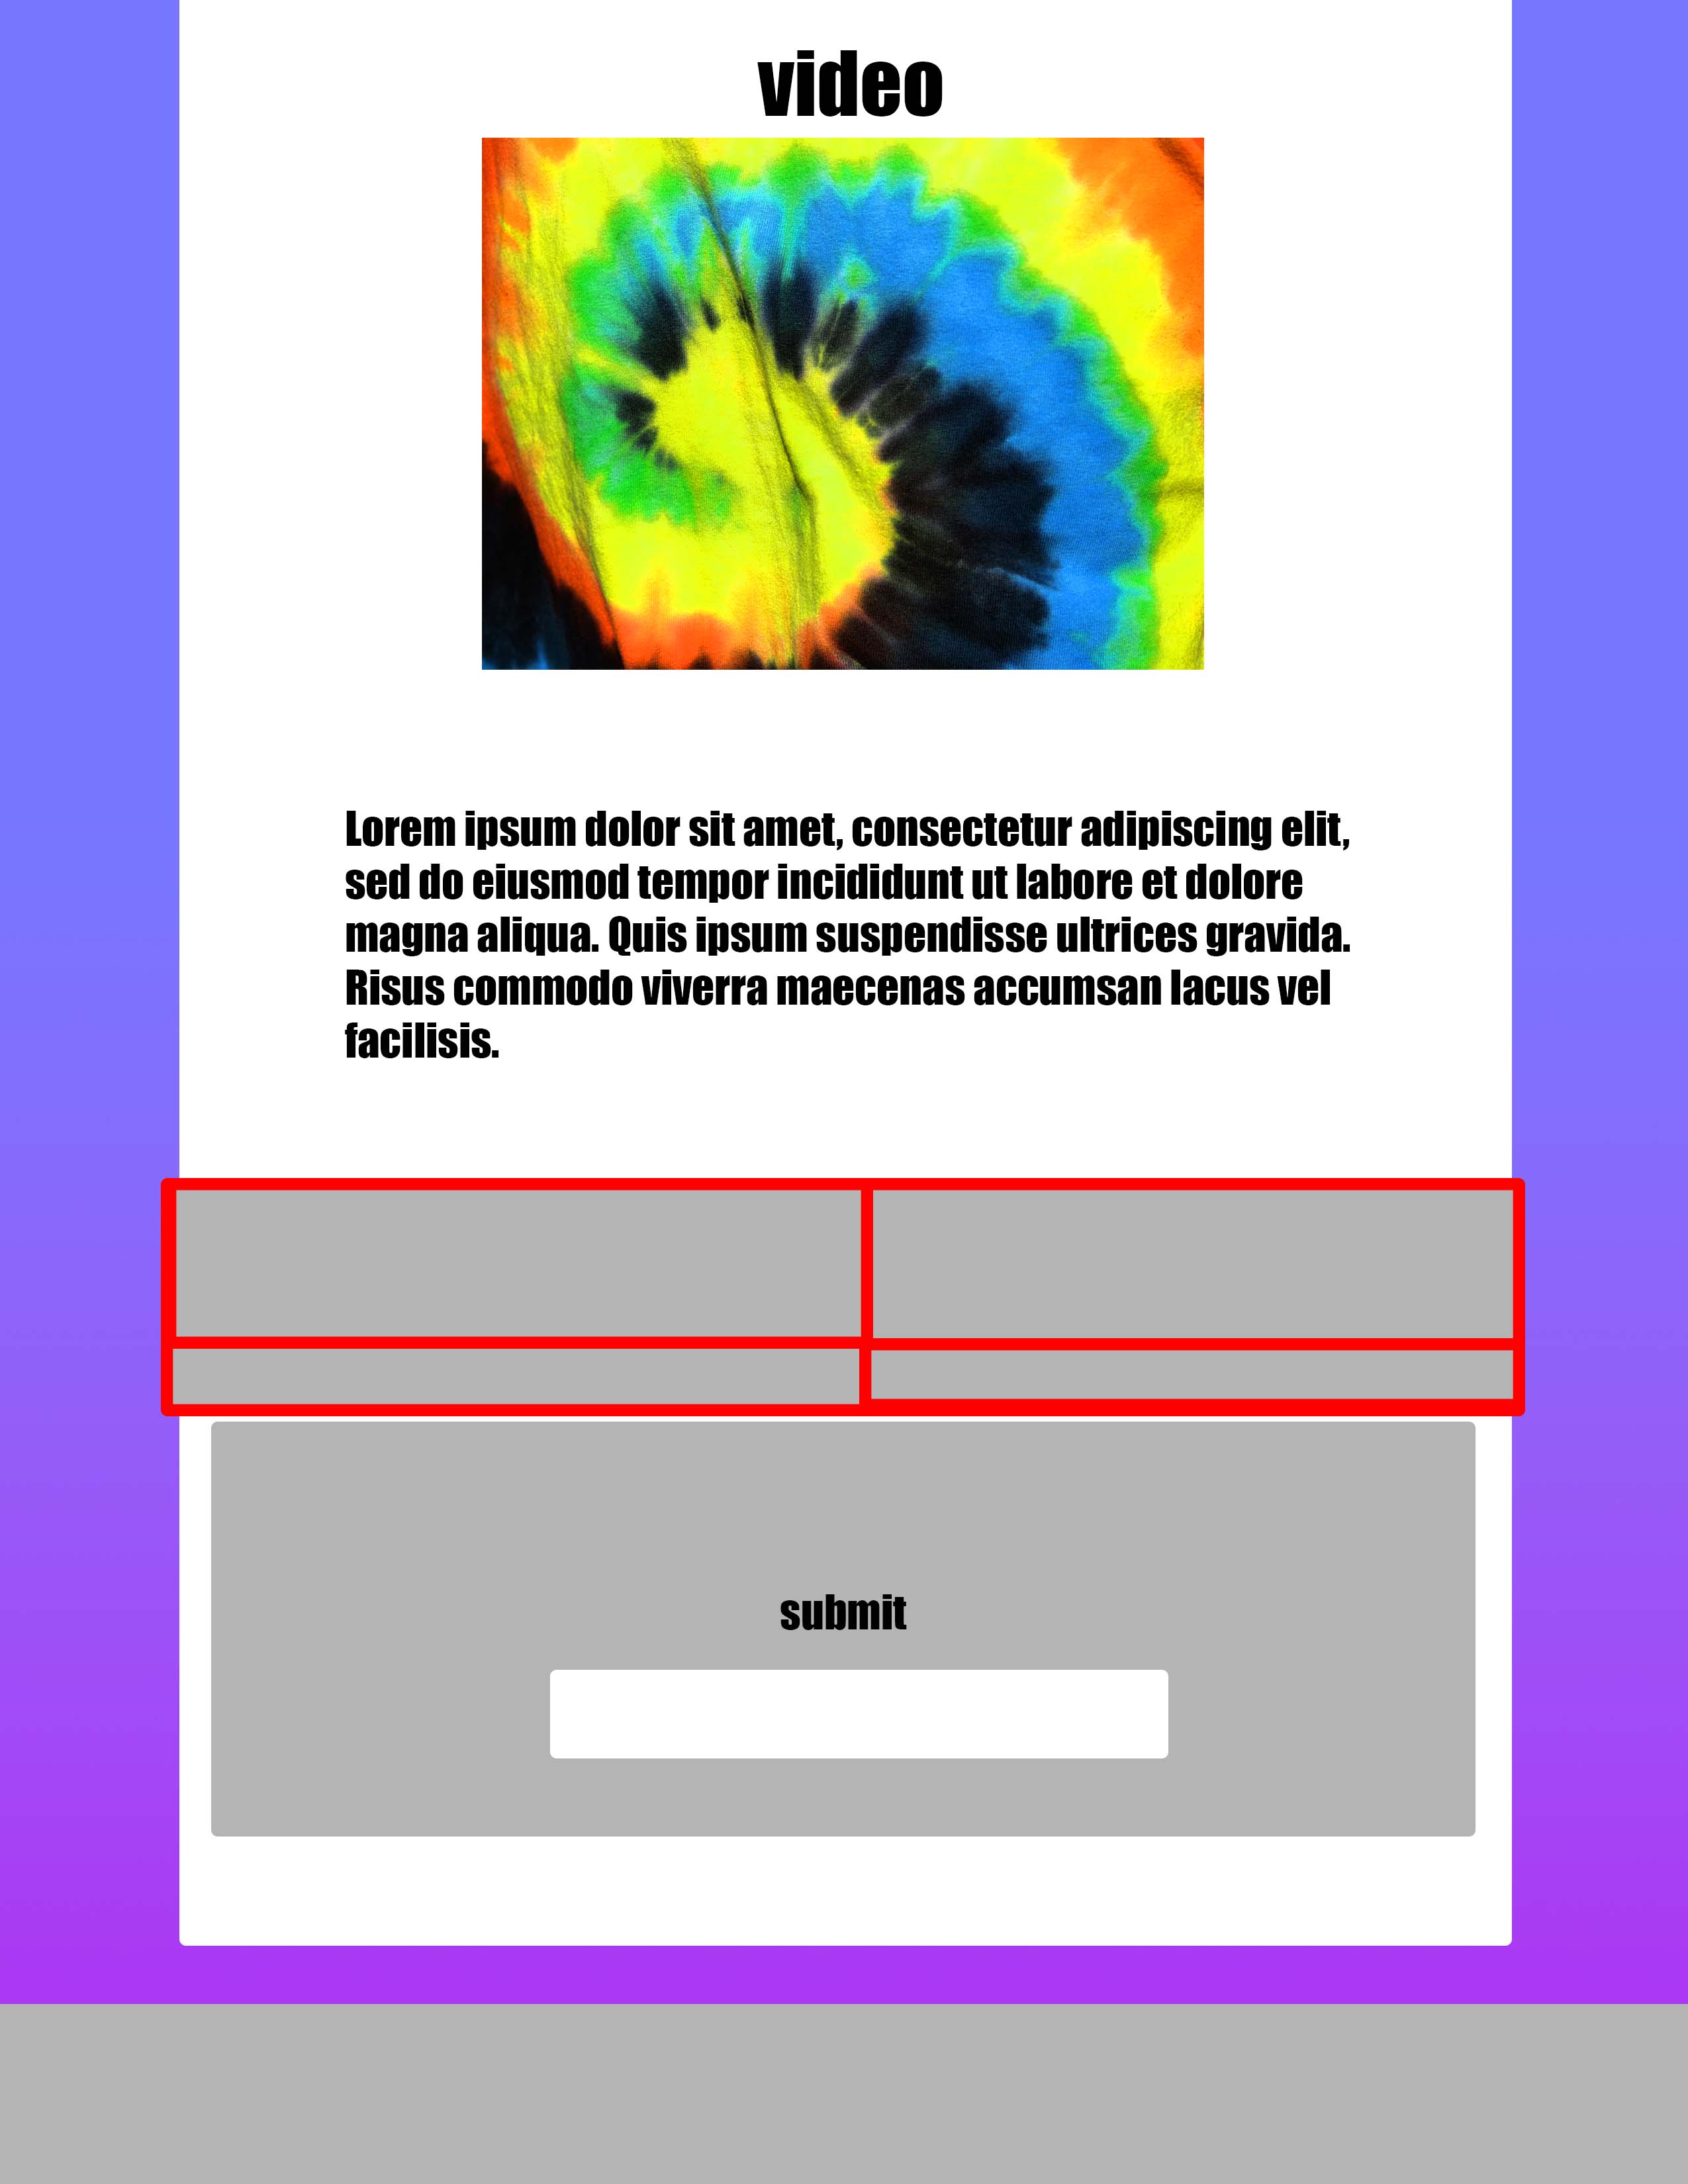 video
Lorem ipsum dolor sit amet, consectetur adipiscing elit,
sed do eiusmod tempor incididunt ut labore et dolore
magna aliqua. Quis ipsum suspendisse ultrices gravida.
Risus commodo viverra maecenas accumsan lacus vel
facilisis.
submit